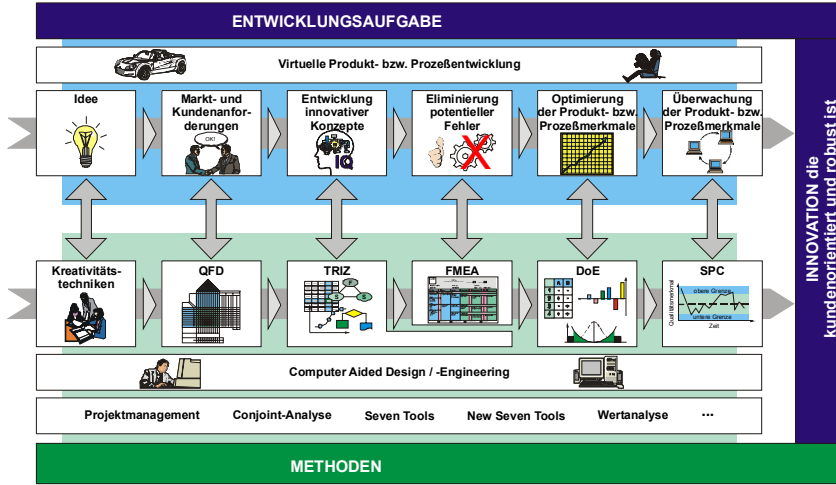 ENTWICKLUNGSAUFGABE
Virtuelle Produkt- bzw. Prozeßentwicklung
Idee
Markt- und
Kundenanfor-
derungen
OK!
Entwicklung
innovativer
Konzepte
IQ
Eliminierung
potentieller
Fehler
Optimierung
der Produkt- bzw.
Prozeßmerkmale
Überwachung
der Produkt- bzw.
Prozeßmerkmale
INNOVATION die
kundenorientiert und robust ist
Kreativitäts-
techniken
QFD
TRIZ
FMEA
DoE
SPC
Qualitätsmerkmal
obere Grenze
untere Grenze
Zeit
Computer Aided Design / -Engineering
Projektmanagement Conjoint-Analyse Seven Tools New Seven Tools Wertanalyse ...
METHODEN